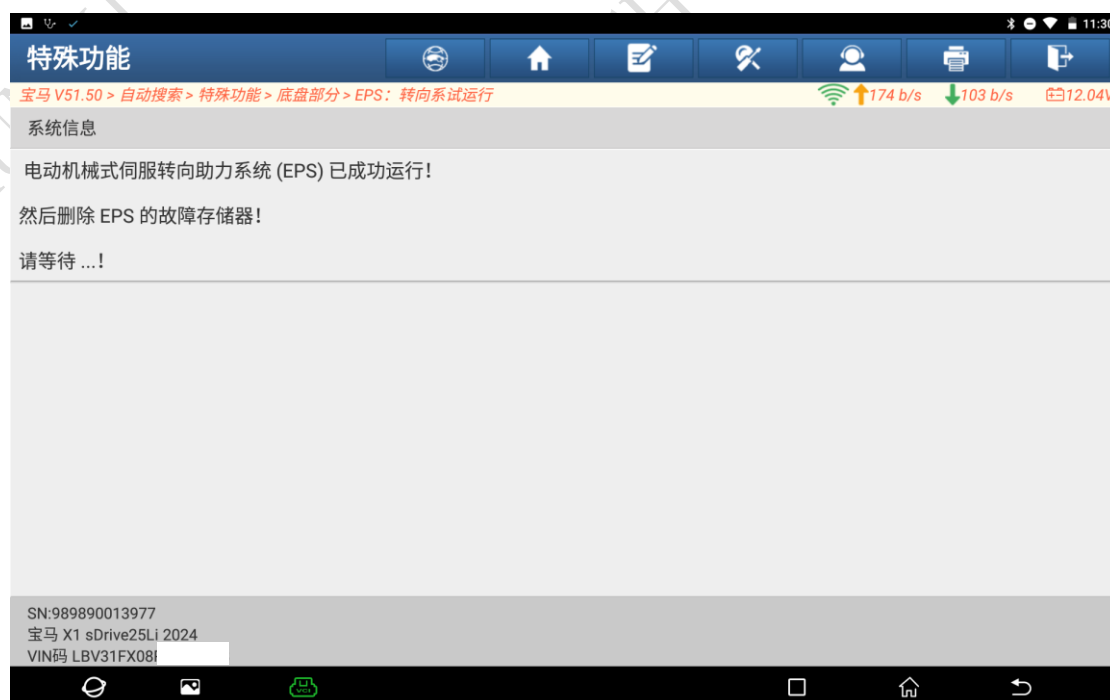 11:30
特殊功能
宝马 V51.50 > 自动搜索 > 特殊功能 > 底盘部分 > EPS：转向系试运行
174 b/s 103 b/s 12.04V
系统信息
电动机械式伺服转向助力系统 (EPS) 已成功运行！
然后删除 EPS 的故障存储器！
请等待 ...！
SN:989890013977
宝马 X1 sDrive25Li 2024
VIN码 LBV31FX08
VCI